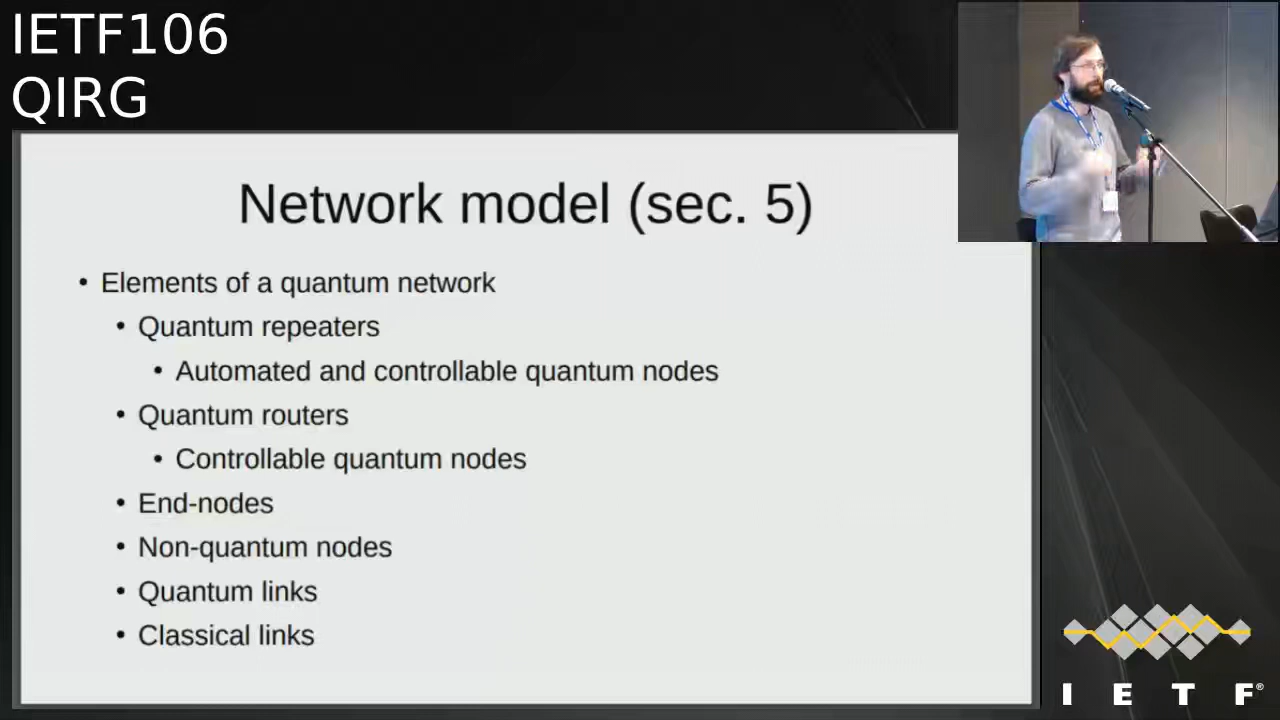 IETF106
QIRG
Network model (sec. 5)
• Elements of a quantum network
• Quantum repeaters
• Automated and controllable quantum nodes
• Quantum routers
• Controllable quantum nodes
• End-nodes
• Non-quantum nodes
• Quantum links
• Classical links
I E T F®